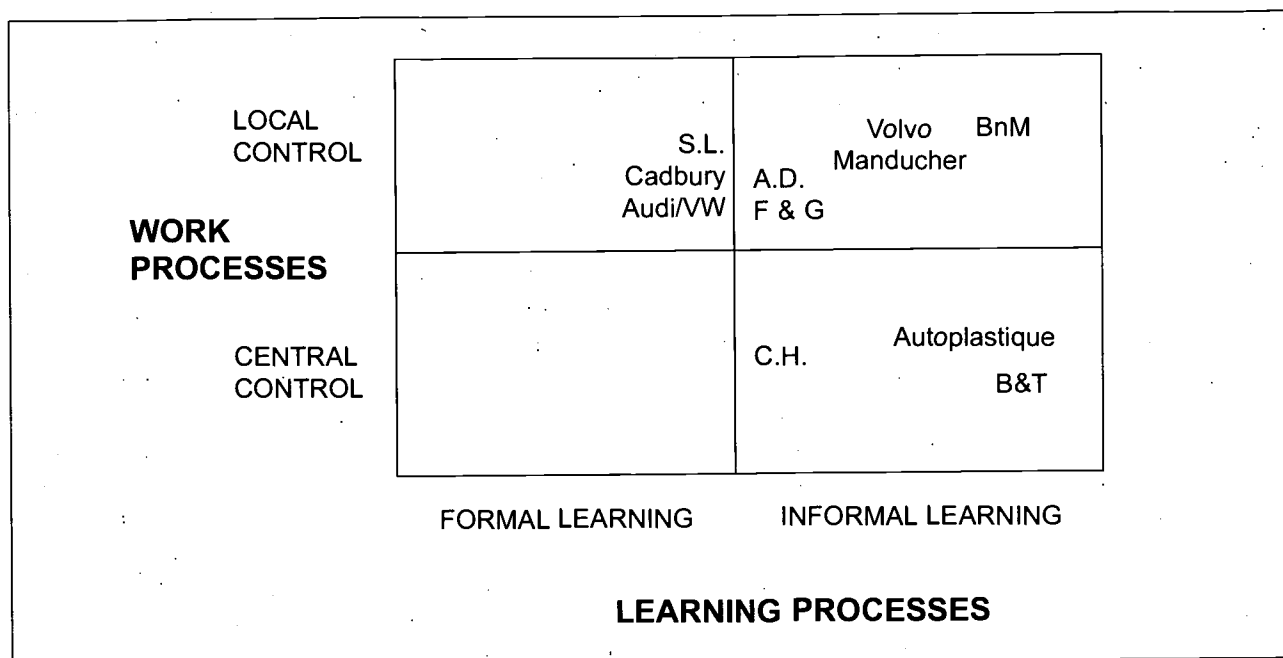 LOCAL
CONTROL
S.L.
Cadbury
Audi/VW
Volvo BnM
Manducher
A.D.
F & G
WORK
PROCESSES
CENTRAL
CONTROL
C.H.
Autoplastique
B&T
FORMAL LEARNING
INFORMAL LEARNING
LEARNING PROCESSES